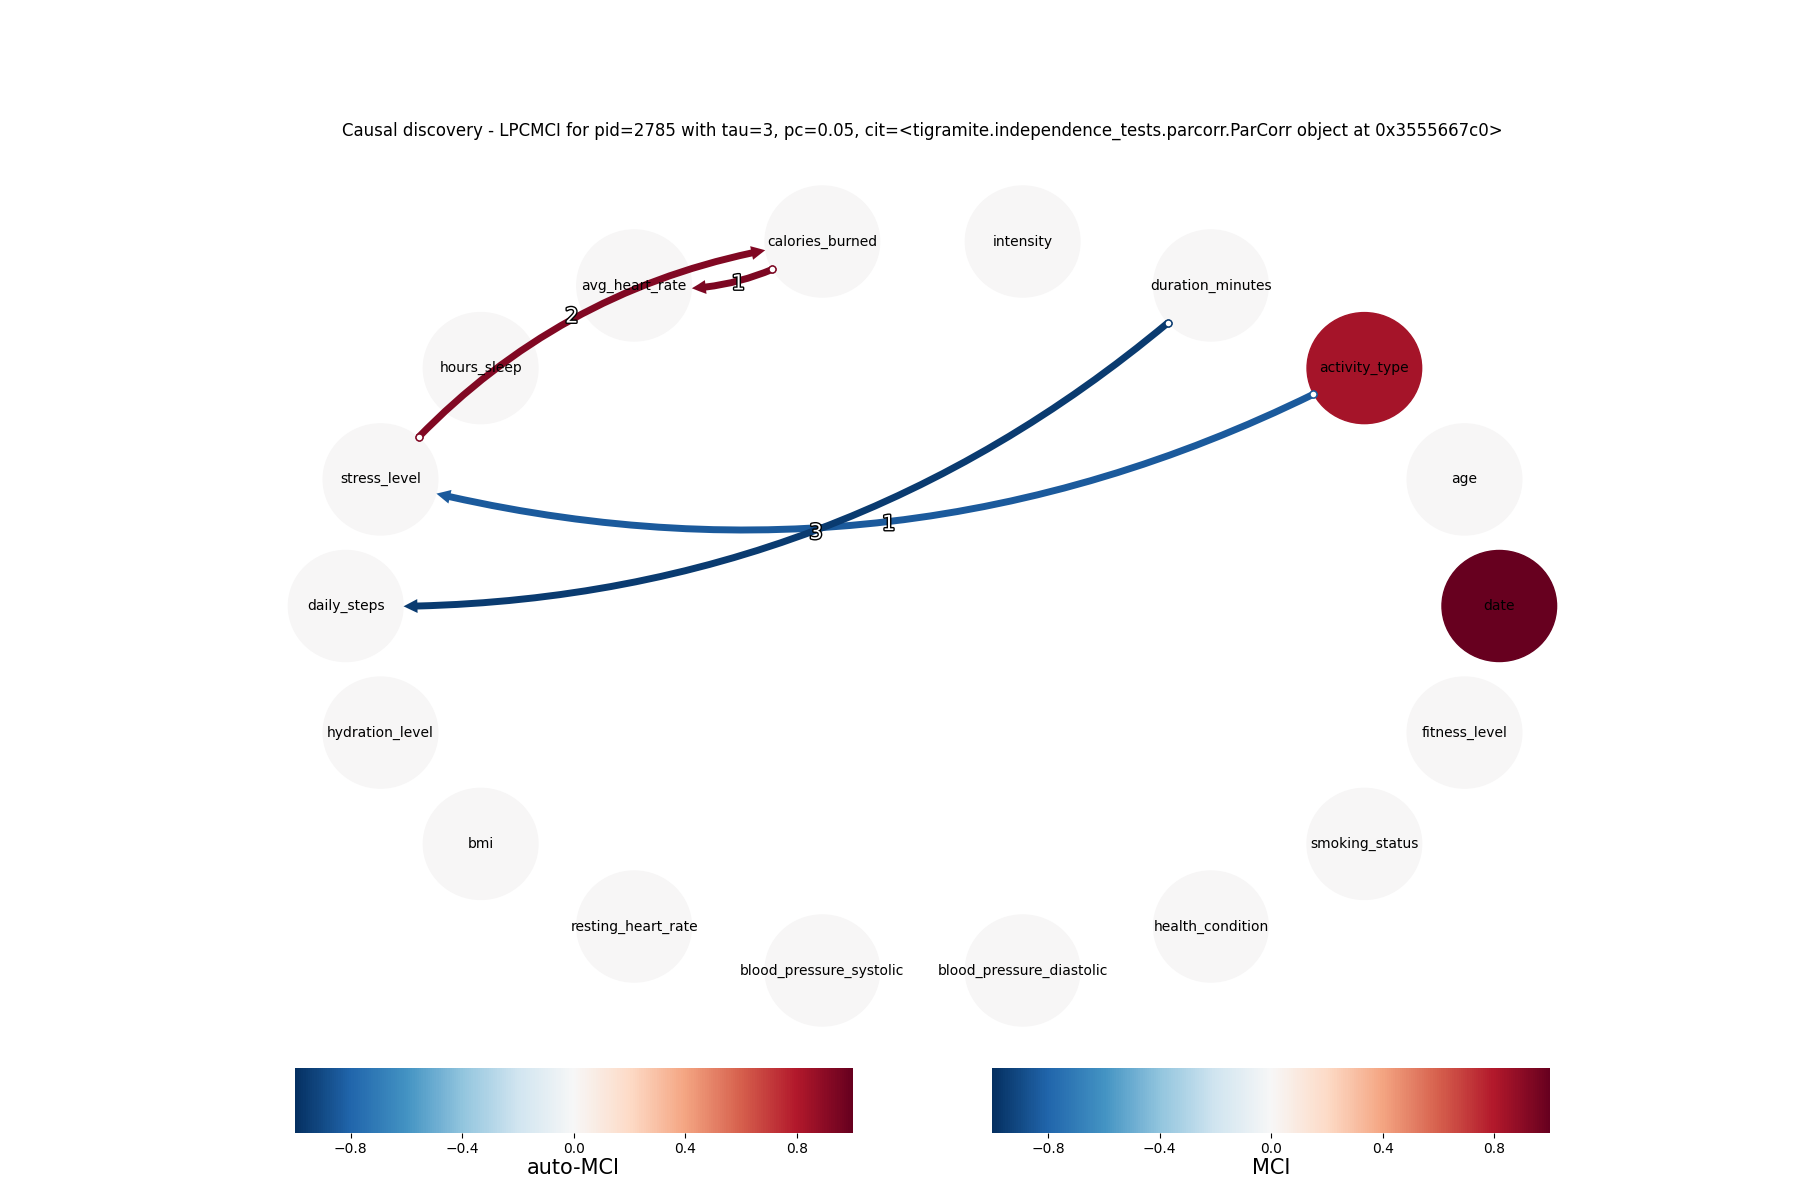 Causal discovery - LPCMCI for pid=2785 with tau=3, pc=0.05, cit=<tigramite.independence_tests.parcorr.ParCorr object at 0x3555667c0>
calories_burned
intensity
avg_heart_rate
1
duration_minutes
2
hours_sleep
activity_type
stress_level
age
1
3
daily_steps
date
hydration_level
fitness_level
bmi
smoking_status
resting_heart_rate
health_condition
blood_pressure_systolic
blood_pressure_diastolic
−0.8 −0.4 0.0 0.4 0.8
auto-MCI
−0.8 −0.4 0.0 0.4 0.8
MCI